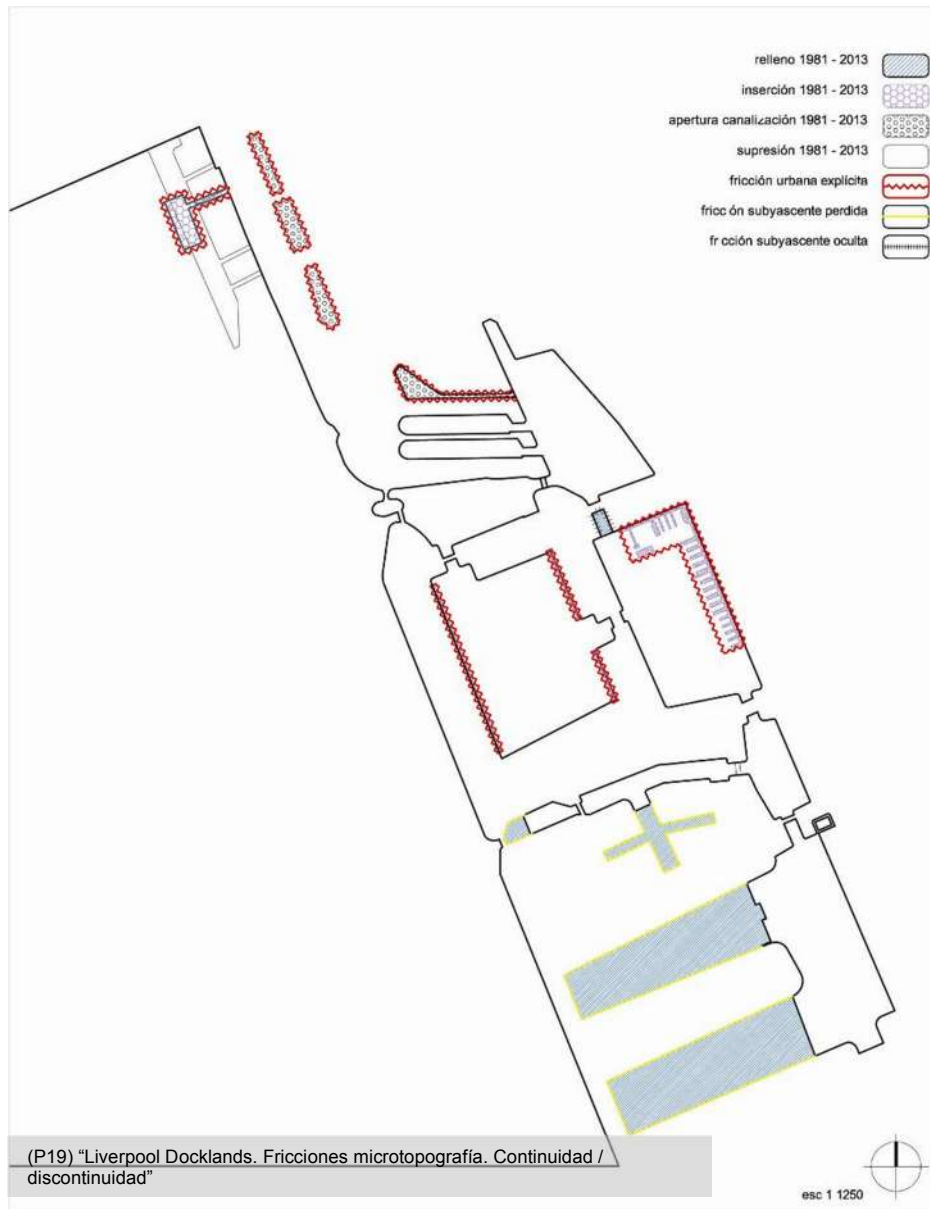 relleno 1981 - 2013
inserción 1981 - 2013
apertura canalización 1981 - 2013
supresión 1981 - 2013
fricción urbana explícita
fricc ón subyascente perdida
fr cción subyascente oculta
(P19) “Liverpool Docklands. Fricciones microtopografía. Continuidad /
discontinuidad”
esc 1 1250